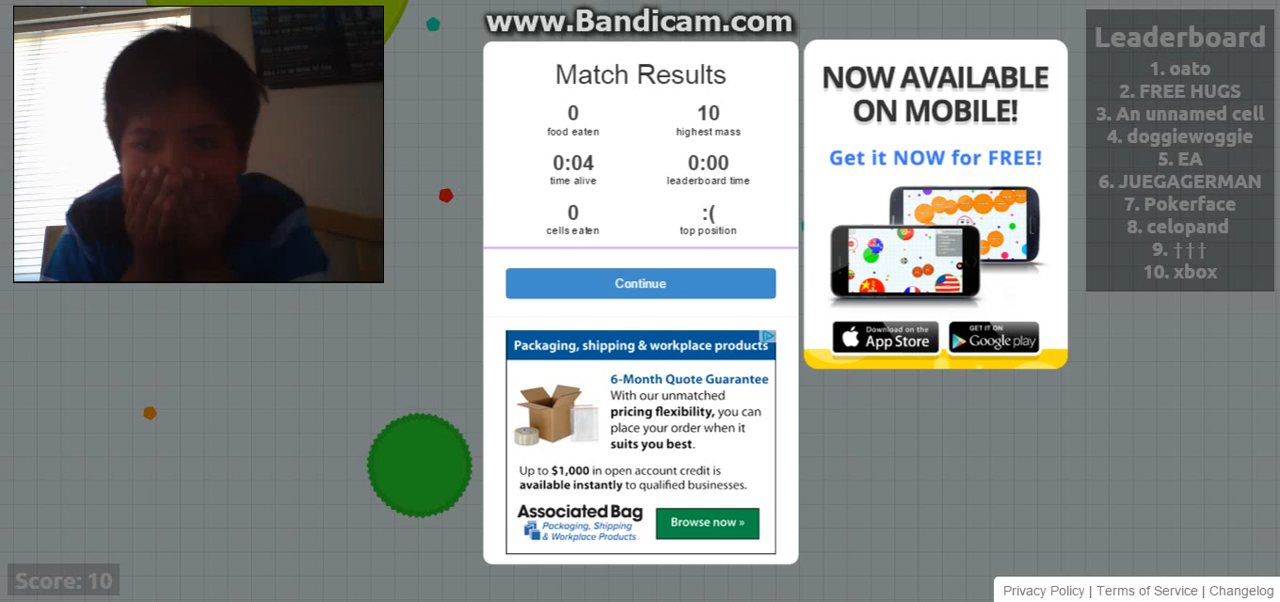 www.Bandicam.com
Match Results
0
food eaten
10
highest mass
0:04
time alive
0:00
leaderboard time
0
cells eaten
:(
top position
Continue
Packaging, shipping & workplace products
6-Month Quote Guarantee
With our unmatched
pricing flexibility, you can
place your order when it
suits you best.
Up to $1,000 in open account credit is
available instantly to qualified businesses.
Associated Bag
Packaging, Shipping
& Workplace Products
Browse now »
NOW AVAILABLE
ON MOBILE!
Get it NOW for FREE!
Download on the
App Store
GET IT ON
Google play
Leaderboard
1. oato
2. FREE HUGS
3. An unnamed cell
4. doggiewoggie
5. EA
6. JUEGAGERMAN
7. Pokerface
8. celopand
9. †††
10. xbox
Score: 10
Privacy Policy | Terms of Service | Changelog